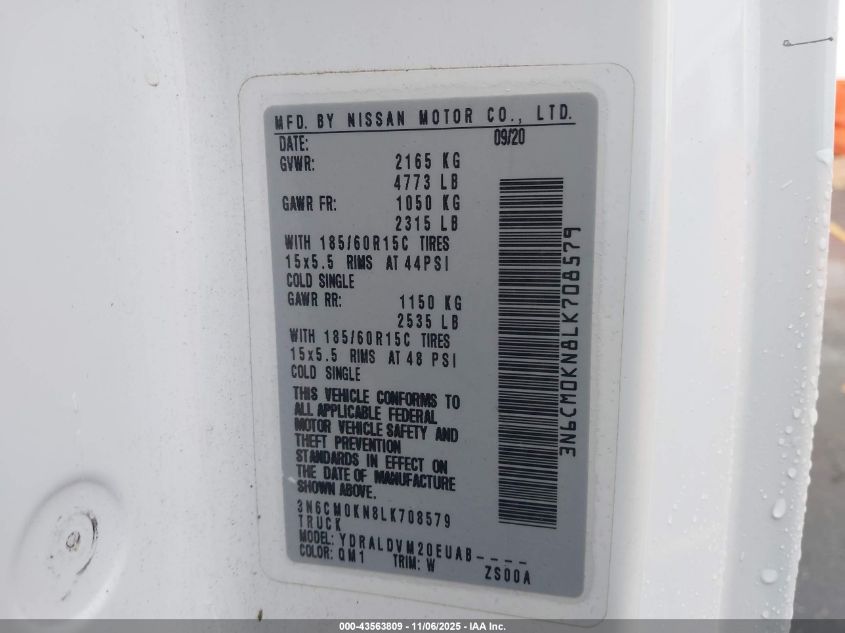 MFD. BY NISSAN MOTOR CO., LTD.
DATE: 09/20
GVWR: 2165 KG
4773 LB
GAWR FR: 1050 KG
2315 LB
WITH 185/60R15C TIRES
15x5.5 RIMS AT 44PSI
COLD SINGLE
GAWR RR: 1150 KG
2535 LB
WITH 185/60R15C TIRES
15x5.5 RIMS AT 48 PSI
COLD SINGLE
THIS VEHICLE CONFORMS TO
ALL APPLICABLE FEDERAL
MOTOR VEHICLE SAFETY AND
THEFT PREVENTION
STANDARDS IN EFFECT ON
THE DATE OF MANUFACTURE
SHOWN ABOVE.
3N6CM0KN8LK708579
TRUCK
MODEL: YDRALDVM20EUAB----
COLOR: QM1 TRIM: W ZS00A
3N6CM0KN8LK708579
000-43563809 - 11/06/2025 - IAA Inc.